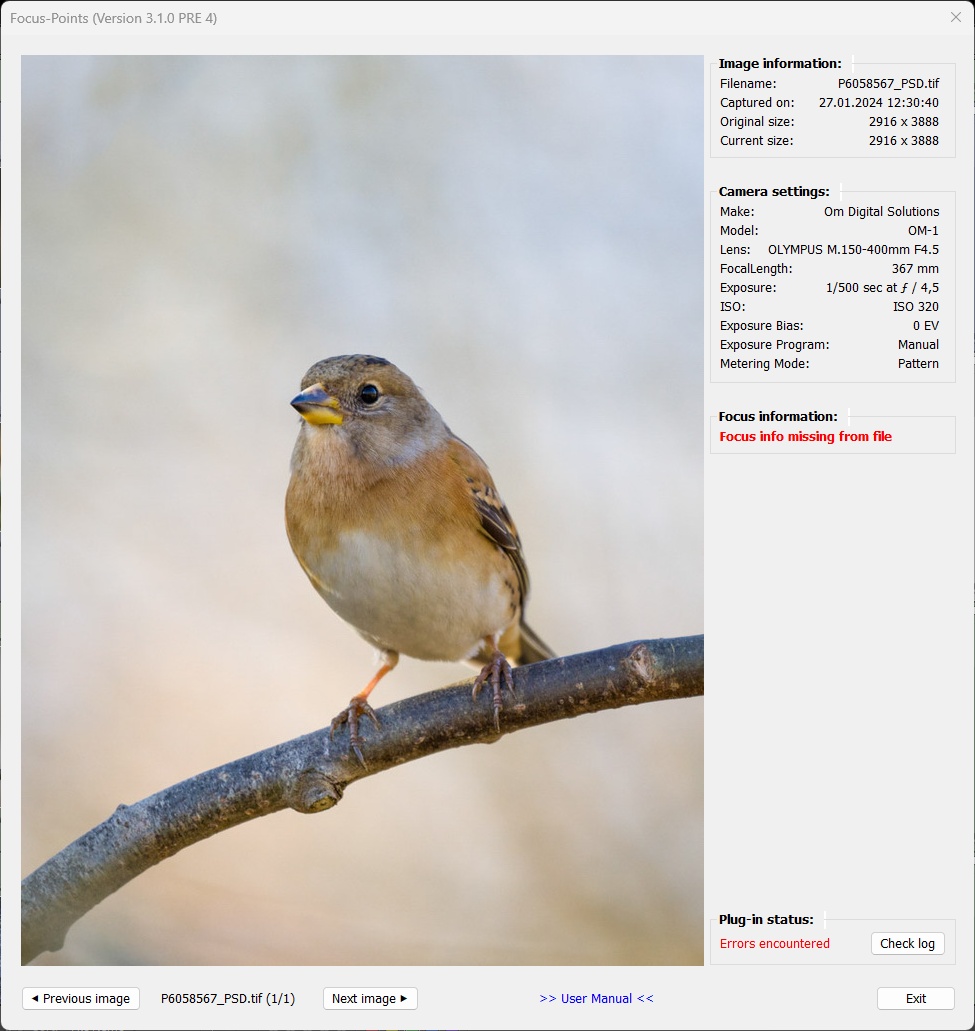 Focus-Points (Version 3.1.0 PRE 4)
Image information:
Filename: P6058567_PSD.tif
Captured on: 27.01.2024 12:30:40
Original size: 2916 x 3888
Current size: 2916 x 3888
Camera settings:
Make: Om Digital Solutions
Model: OM-1
Lens: OLYMPUS M.150-400mm F4.5
FocalLength: 367 mm
Exposure: 1/500 sec at ƒ / 4,5
ISO: ISO 320
Exposure Bias: 0 EV
Exposure Program: Manual
Metering Mode: Pattern
Focus information:
Focus info missing from file
Plug-in status:
Errors encountered Check log
Previous image P6058567_PSD.tif (1/1) Next image >> User Manual << Exit